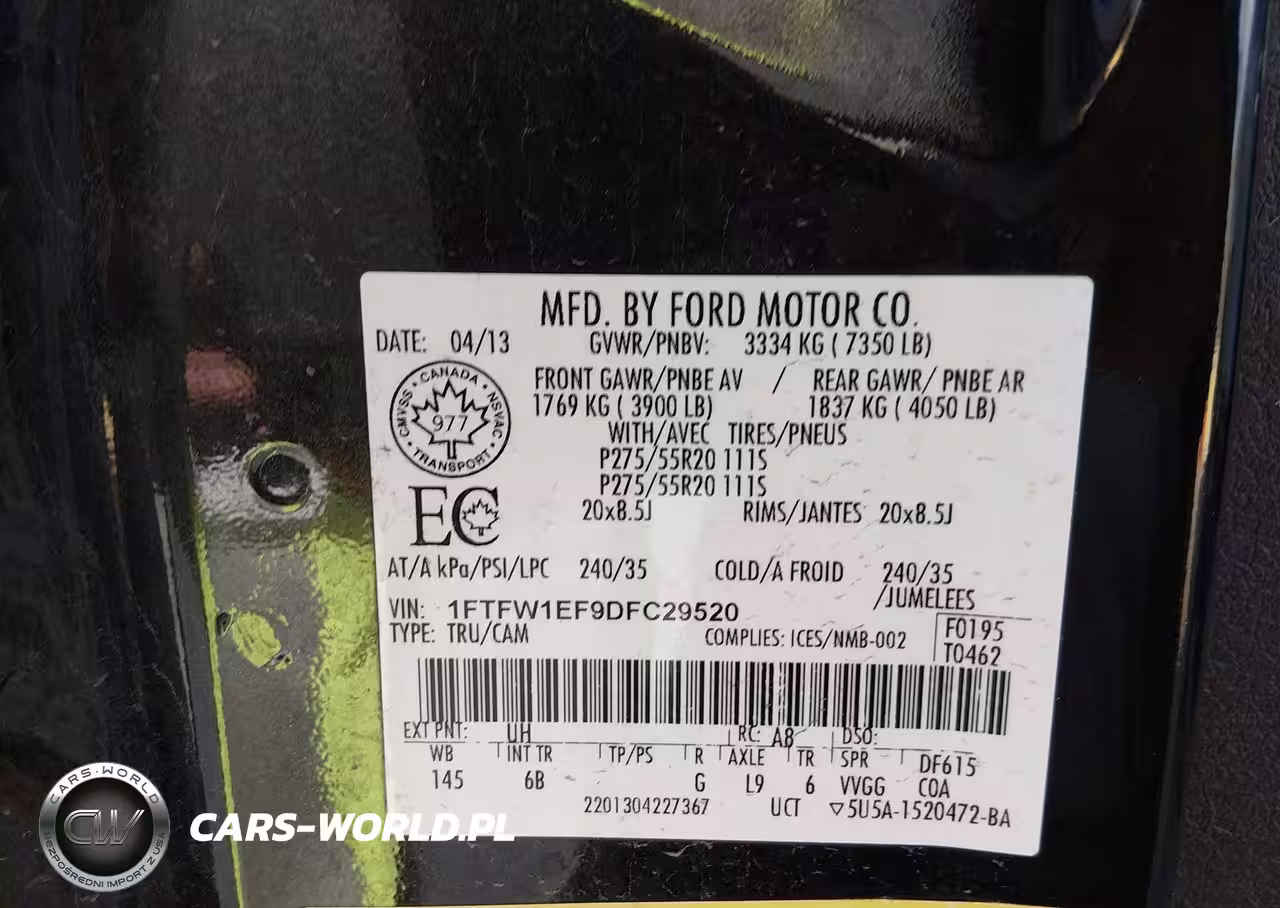 MFD. BY FORD MOTOR CO.
DATE: 04/13 GVWR/PNBV: 3334 KG ( 7350 LB)
FRONT GAWR/PNBE AV / REAR GAWR/ PNBE AR
1769 KG ( 3900 LB) 1837 KG ( 4050 LB)
WITH/AVEC TIRES/PNEUS
P275/55R20 111S
P275/55R20 111S
20x8.5J RIMS/JANTES 20x8.5J
CANADA • NSVAC • TRANSPORT • CMVSS
977
EC
AT/A kPa/PSI/LPC 240/35 COLD/A FROID 240/35
/JUMELEES
VIN: 1FTFW1EF9DFC29520
TYPE: TRU/CAM COMPLIES: ICES/NMB-002
F0195
T0462
EXT PNT: UH RC: A8 DSO:
WB INT TR TP/PS R AXLE TR SPR DF615
145 6B G L9 6 VVGG COA
2201304227367 UCT ▽5U5A-1520472-BA
CARS-WORLD
CW
BEZPOŚREDNI IMPORT Z USA
CARS-WORLD.PL